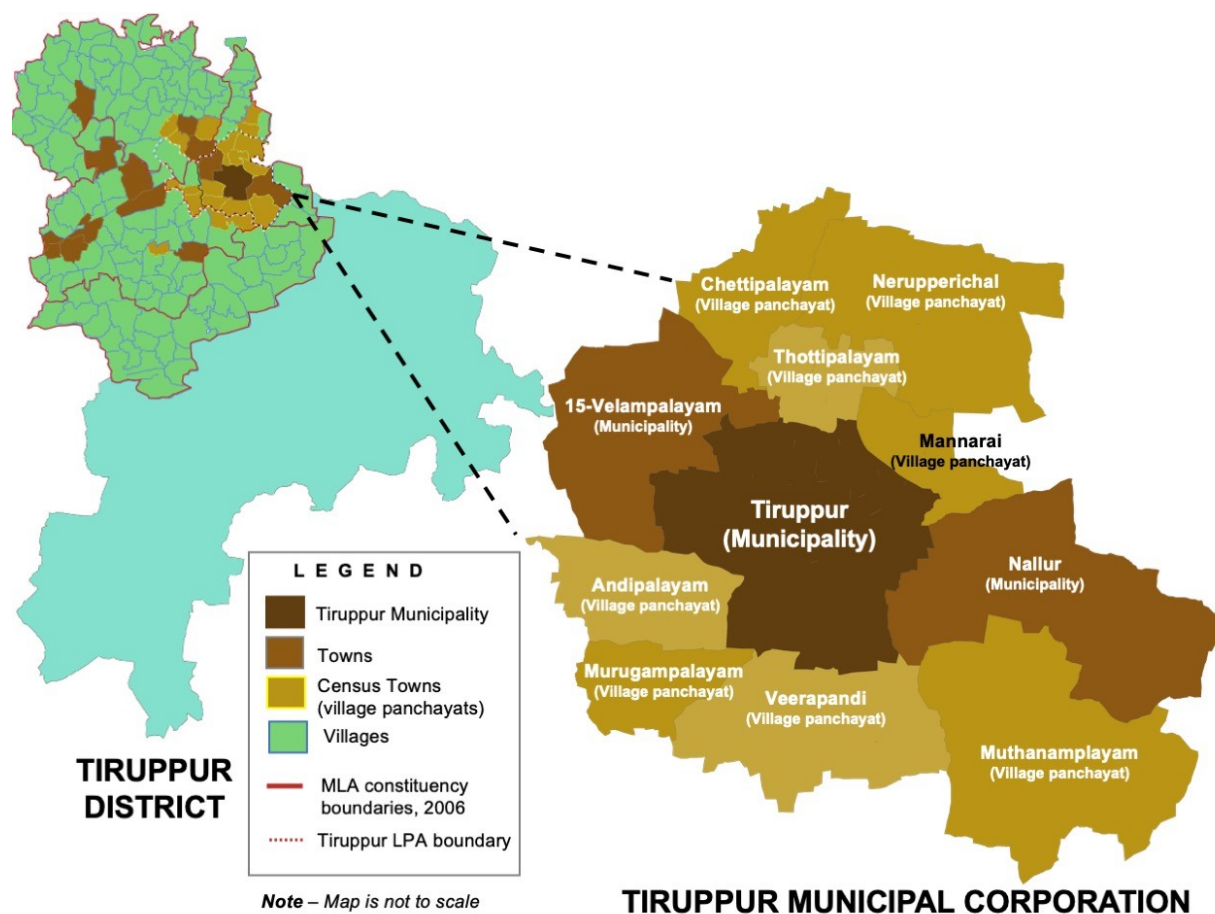 Chettipalayam
(Village panchayat)
Nerupperichal
(Village panchayat)
Thottipalayam
(Village panchayat)
15-Velampalayam
(Municipality)
Mannarai
(Village panchayat)
Tiruppur
(Municipality)
Nallur
(Municipality)
Andipalayam
(Village panchayat)
Murugampalayam
(Village panchayat)
Veerapandi
(Village panchayat)
Muthanamplayam
(Village panchayat)
LEGEND
Tiruppur Municipality
Towns
Census Towns
(village panchayats)
Villages
MLA constituency
boundaries, 2006
Tiruppur LPA boundary
TIRUPPUR
DISTRICT
Note – Map is not to scale
TIRUPPUR MUNICIPAL CORPORATION